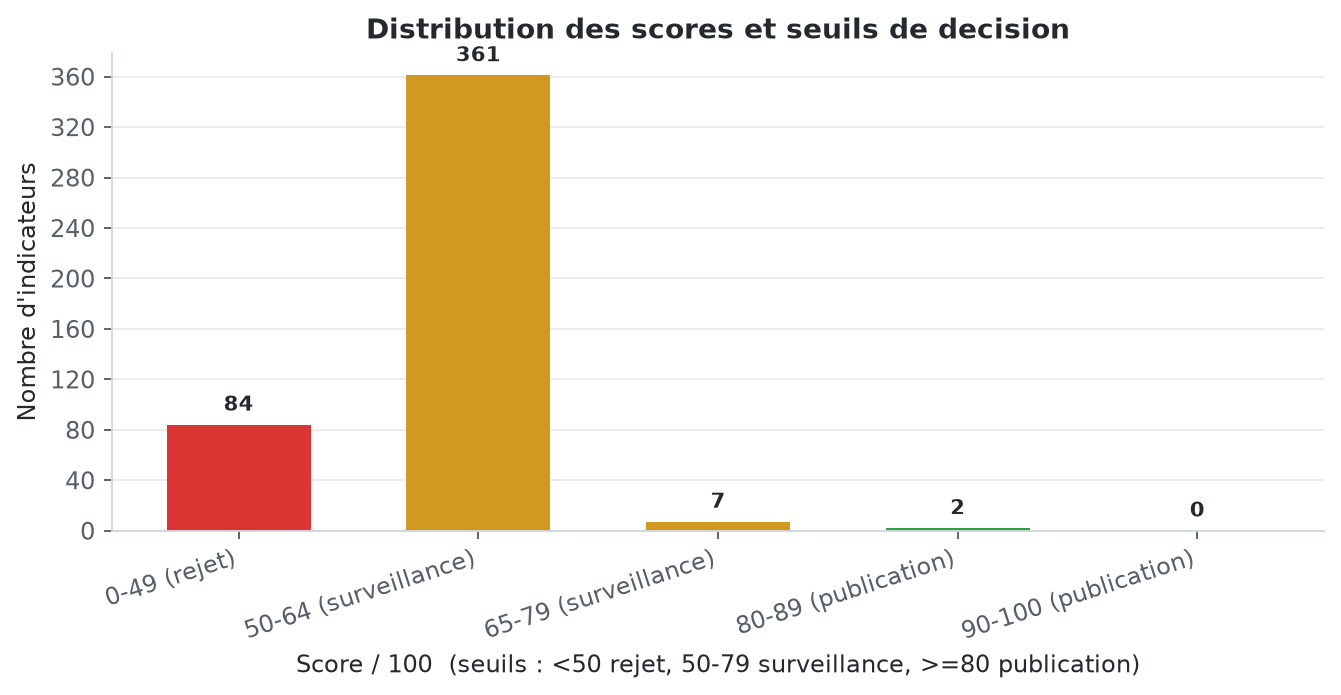 Distribution des scores et seuils de decision
361
360
320
280
240
200
160
120
80
40
0
Nombre d'indicateurs
84
7
2
0
0-49 (rejet)
50-64 (surveillance)
65-79 (surveillance)
80-89 (publication)
90-100 (publication)
Score / 100  (seuils : <50 rejet, 50-79 surveillance, >=80 publication)